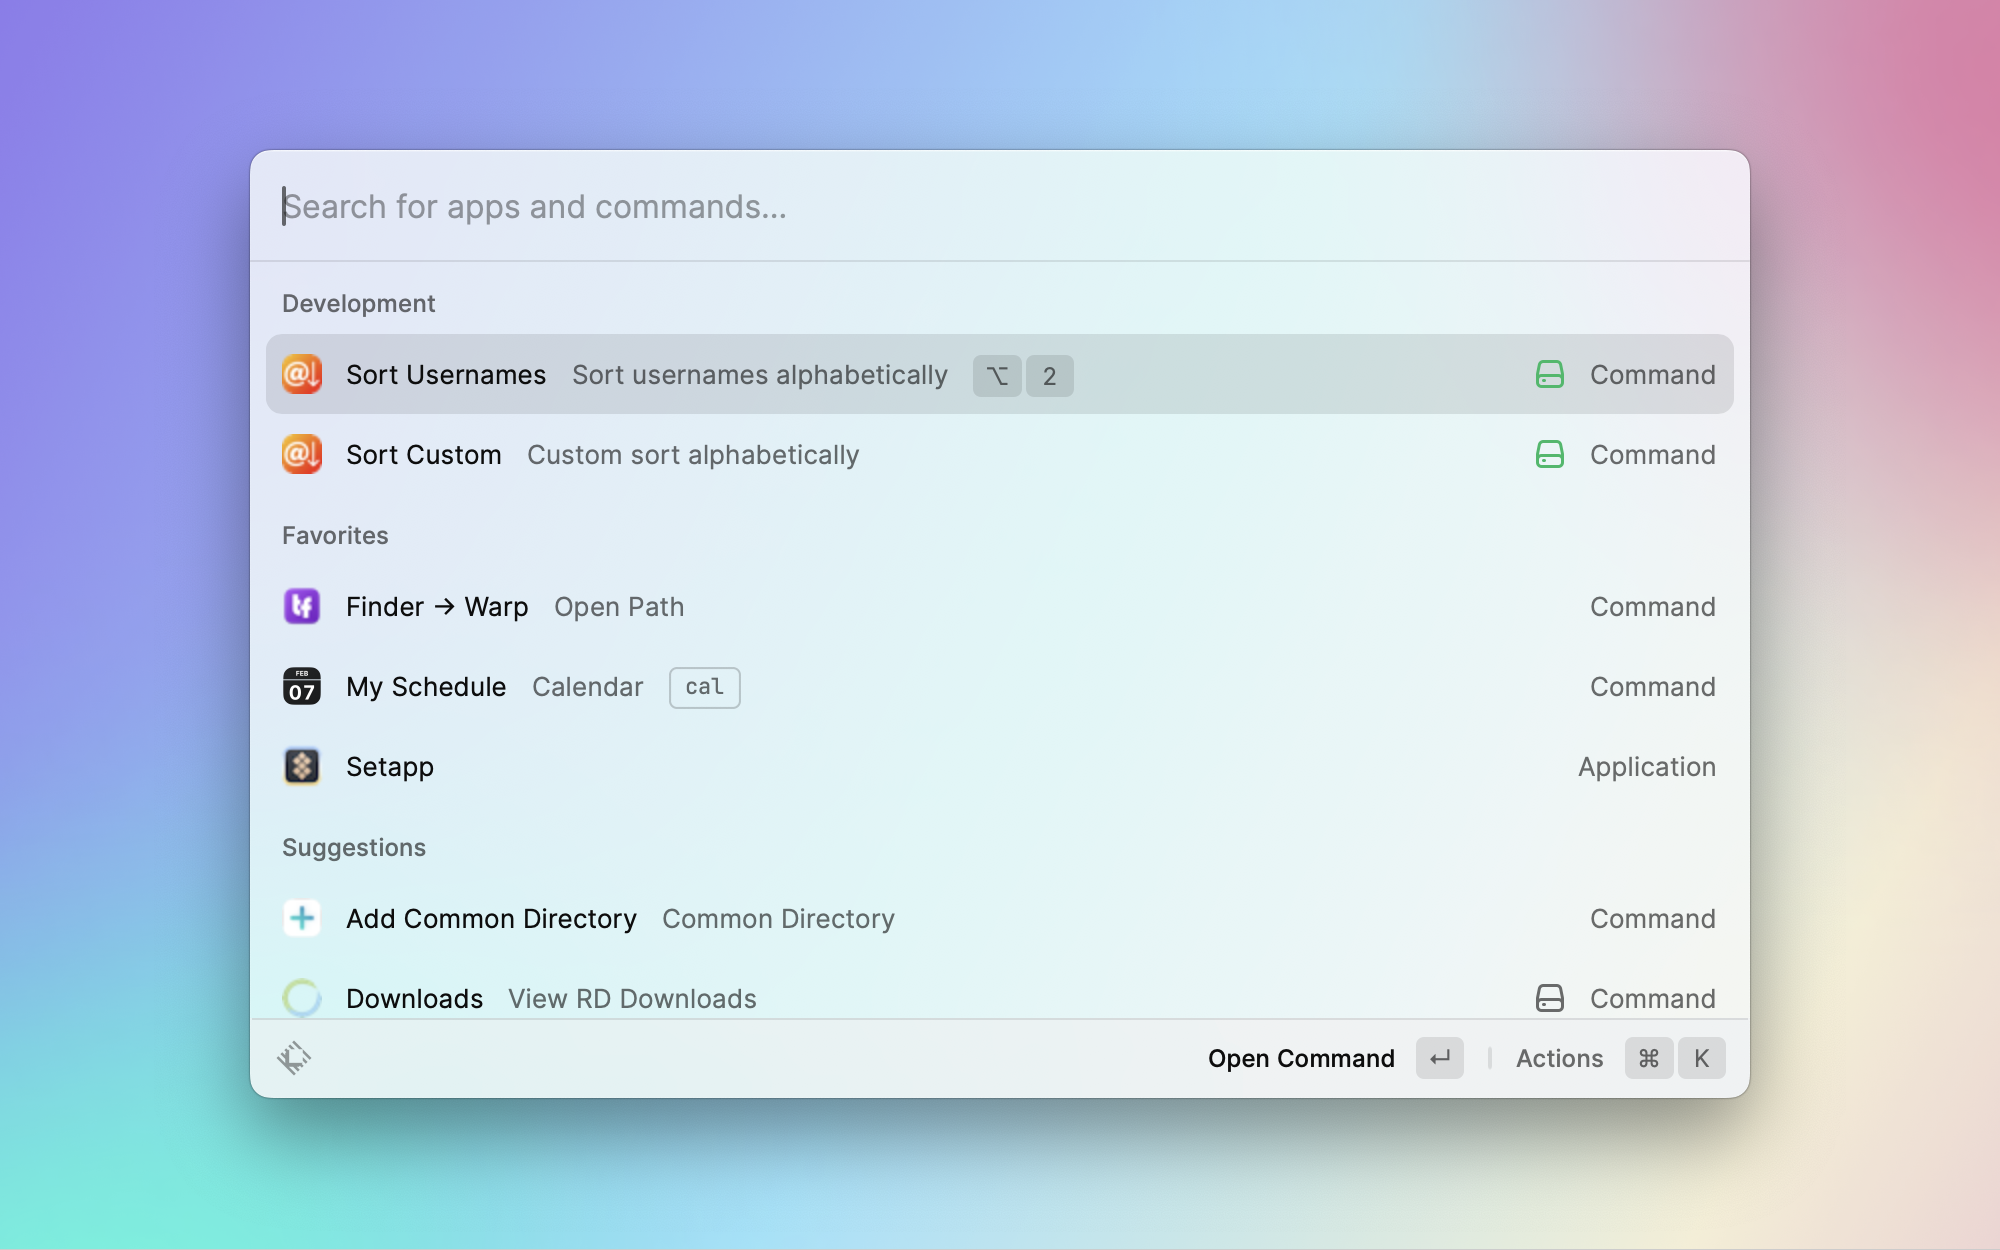 Search for apps and commands...
Development
Sort Usernames Sort usernames alphabetically ⌥ 2 Command
Sort Custom Custom sort alphabetically Command
Favorites
Finder → Warp Open Path Command
FEB 07 My Schedule Calendar cal Command
Setapp Application
Suggestions
Add Common Directory Common Directory Command
Downloads View RD Downloads Command
Open Command ↵ Actions ⌘ K